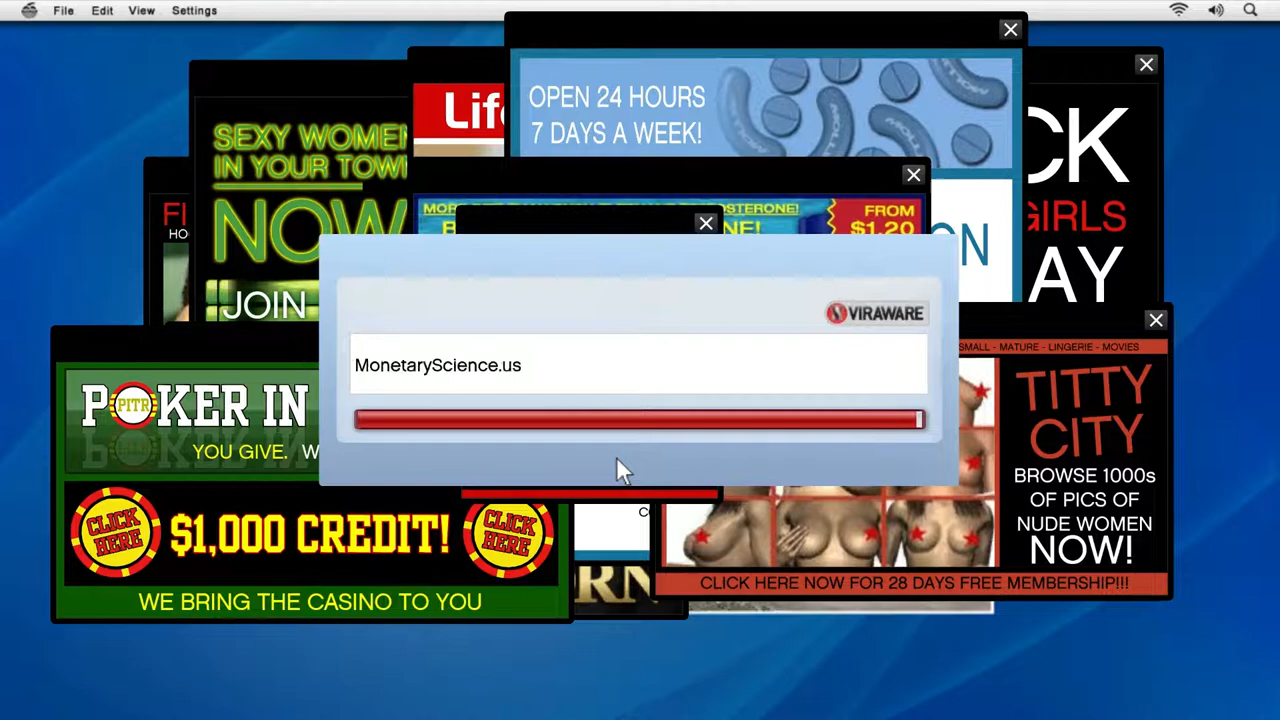 File Edit View Settings
OPEN 24 HOURS
7 DAYS A WEEK!
SEXY WOMEN
IN YOUR TOWN
NOW
JOIN
FROM
$1.20
CK
GIRLS
AY
ON
VIRAWARE
MonetaryScience.us
POKER IN
PITR
YOU GIVE. W
CLICK HERE
$1,000 CREDIT!
CLICK HERE
WE BRING THE CASINO TO YOU
SMALL - MATURE - LINGERIE - MOVIES
TITTY
CITY
BROWSE 1000s
OF PICS OF
NUDE WOMEN
NOW!
CLICK HERE NOW FOR 28 DAYS FREE MEMBERSHIP!!!